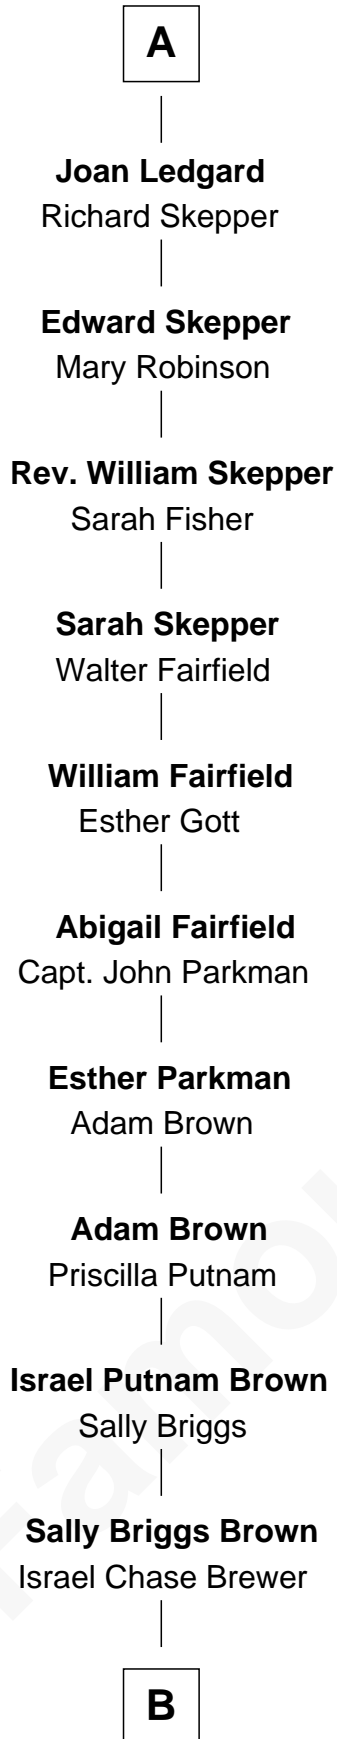 A
Joan Ledgard
Richard Skepper
Edward Skepper
Mary Robinson
Rev. William Skepper
Sarah Fisher
Sarah Skepper
Walter Fairfield
William Fairfield
Esther Gott
Abigail Fairfield
Capt. John Parkman
Esther Parkman
Adam Brown
Adam Brown
Priscilla Putnam
Israel Putnam Brown
Sally Briggs
Sally Briggs Brown
Israel Chase Brewer
B